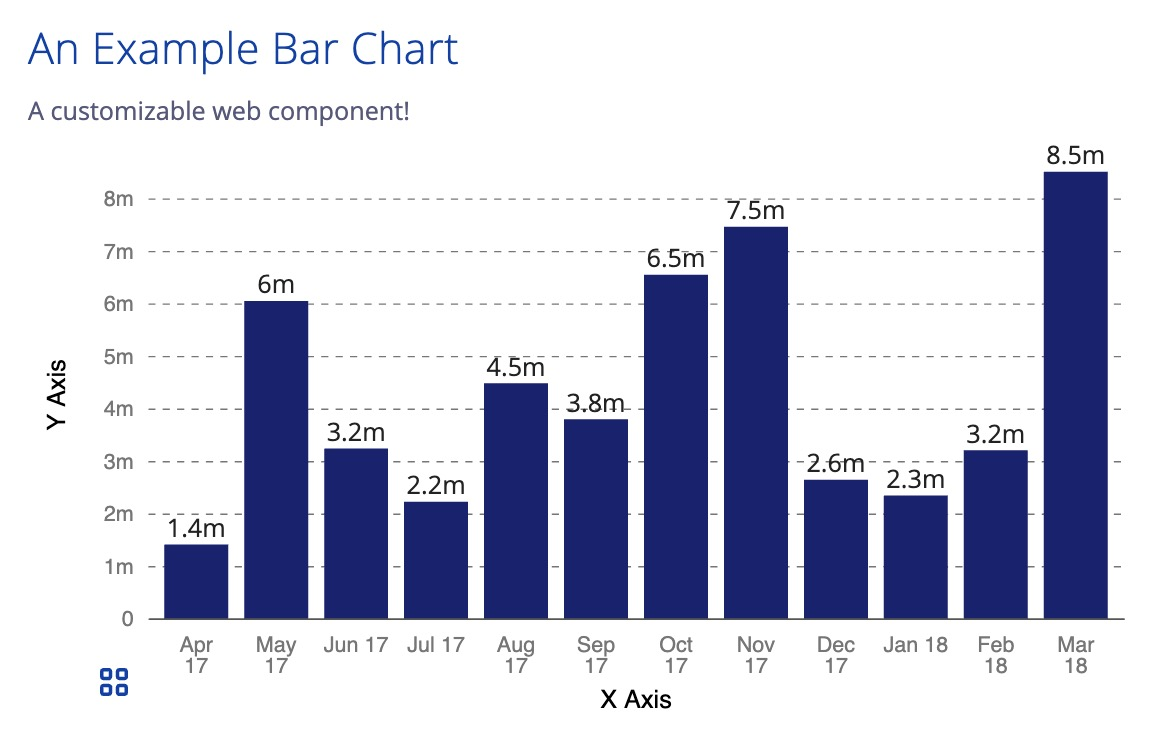 An Example Bar Chart
A customizable web component!
8.5m
8m
7.5m
7m
6.5m
6m
6m
5m
4.5m
4m
3.8m
3.2m
3.2m
3m
2.6m
2.3m
2.2m
2m
1.4m
1m
0
Y Axis
Apr 17
May 17
Jun 17
Jul 17
Aug 17
Sep 17
Oct 17
Nov 17
Dec 17
Jan 18
Feb 18
Mar 18
X Axis